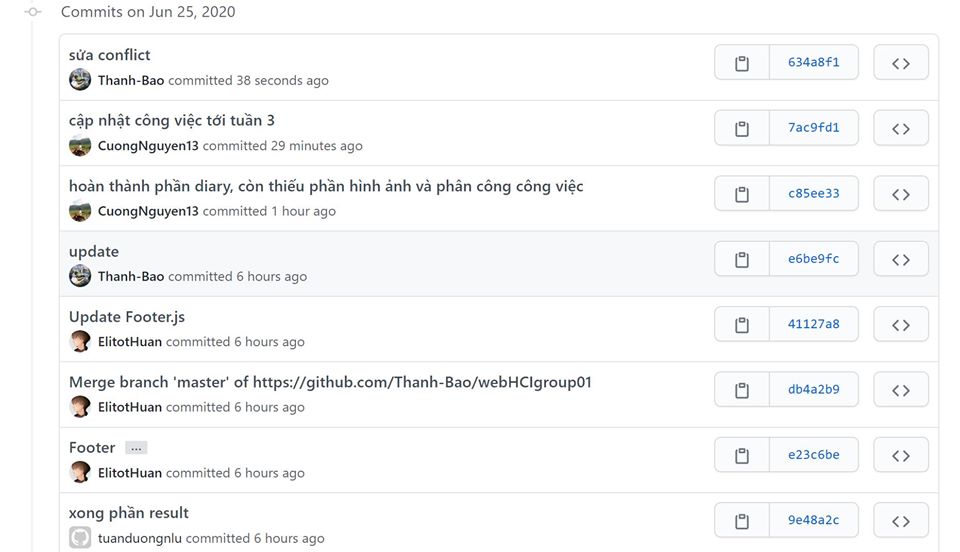 Commits on Jun 25, 2020
sửa conflict
634a8f1
Thanh-Bao committed 38 seconds ago
cập nhật công việc tới tuần 3
7ac9fd1
CuongNguyen13 committed 29 minutes ago
hoàn thành phần diary, còn thiếu phần hình ảnh và phân công công việc
c85ee33
CuongNguyen13 committed 1 hour ago
update
e6be9fc
Thanh-Bao committed 6 hours ago
Update Footer.js
41127a8
ElitotHuan committed 6 hours ago
Merge branch 'master' of https://github.com/Thanh-Bao/webHCIgroup01
db4a2b9
ElitotHuan committed 6 hours ago
Footer ...
e23c6be
ElitotHuan committed 6 hours ago
xong phần result
9e48a2c
tuanduongnlu committed 6 hours ago